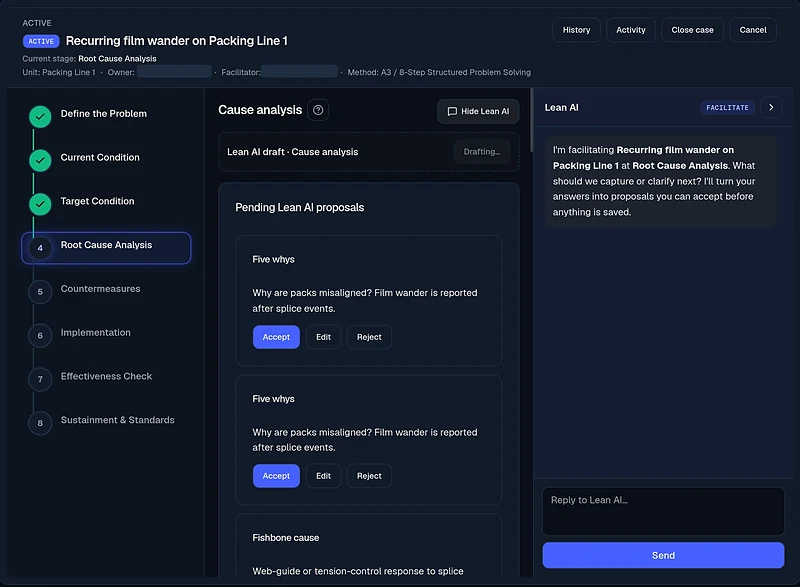 ACTIVE
ACTIVE Recurring film wander on Packing Line 1
Current stage: Root Cause Analysis
Unit: Packing Line 1 · Owner: · Facilitator: · Method: A3 / 8-Step Structured Problem Solving
History
Activity
Close case
Cancel
Define the Problem
Current Condition
Target Condition
4 Root Cause Analysis
5 Countermeasures
6 Implementation
7 Effectiveness Check
8 Sustainment & Standards
Cause analysis ?
Hide Lean AI
Lean AI draft · Cause analysis
Drafting...
Pending Lean AI proposals
Five whys
Why are packs misaligned? Film wander is reported
after splice events.
Accept
Edit
Reject
Five whys
Why are packs misaligned? Film wander is reported
after splice events.
Accept
Edit
Reject
Fishbone cause
Web-guide or tension-control response to splice
Lean AI
FACILITATE
I'm facilitating Recurring film wander on
Packing Line 1 at Root Cause Analysis. What
should we capture or clarify next? I'll turn your
answers into proposals you can accept before
anything is saved.
Reply to Lean AI...
Send